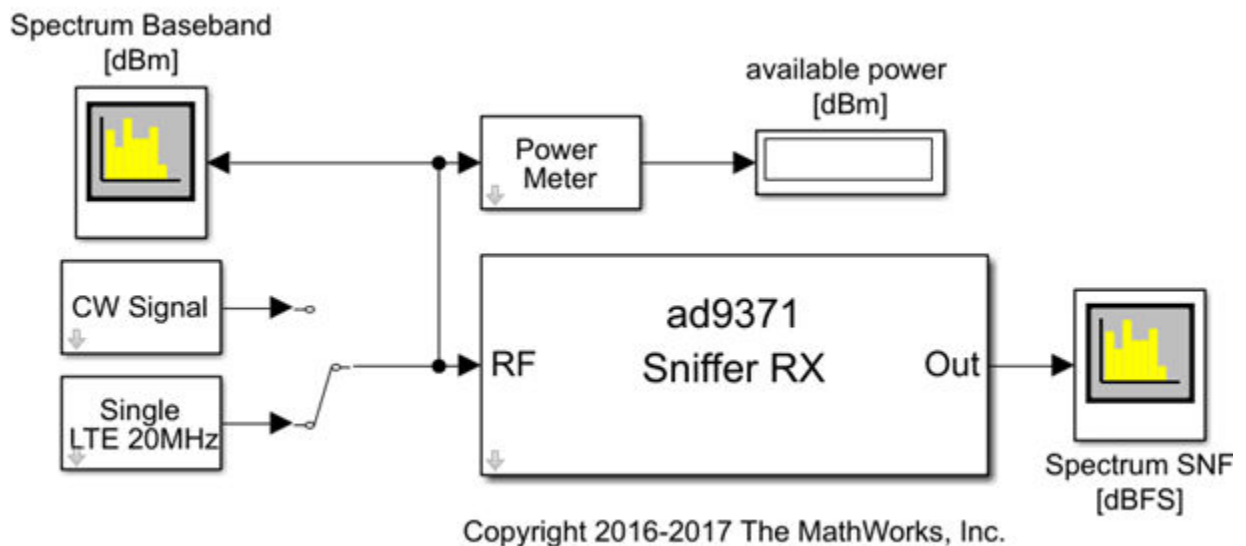 Spectrum Baseband
[dBm]
available power
[dBm]
Power
Meter
CW Signal
ad9371
Sniffer RX
RF
Out
Single
LTE 20MHz
Spectrum SNF
[dBFS]
Copyright 2016-2017 The MathWorks, Inc.